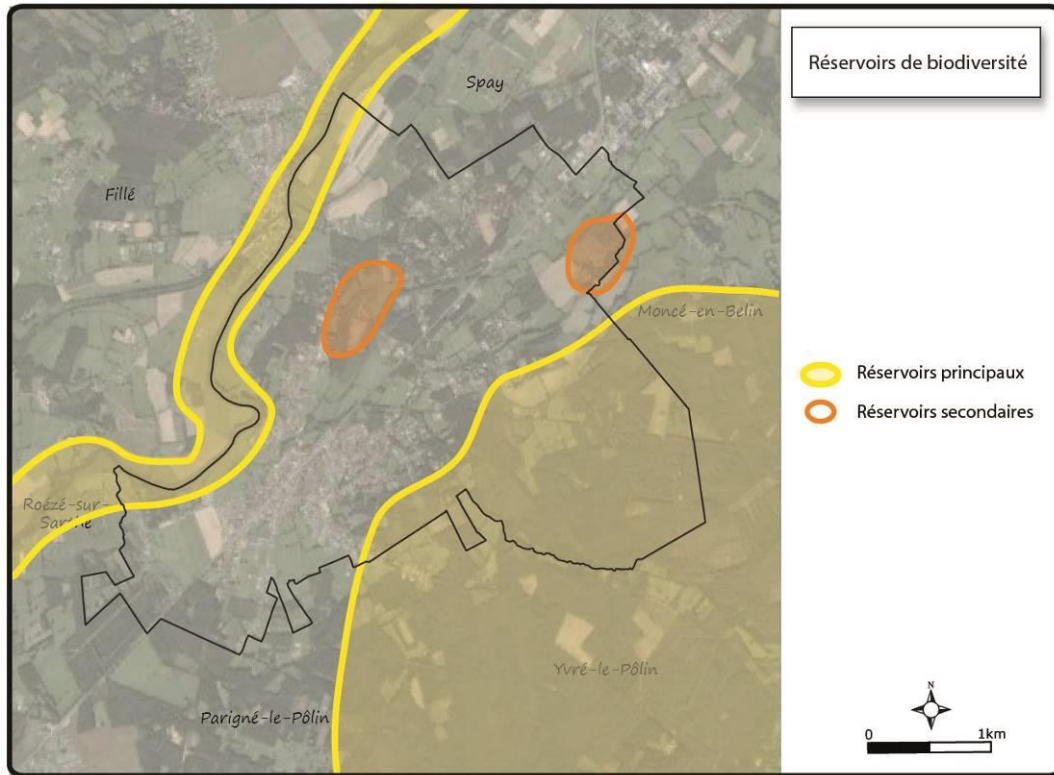 Réservoirs de biodiversité
Spay
Fillé
Moncé-en-Belin
Réservoirs principaux
Réservoirs secondaires
Roézé-sur-
Sarthe
Yvré-le-Pôlin
Parigné-le-Pôlin
N
0 1km